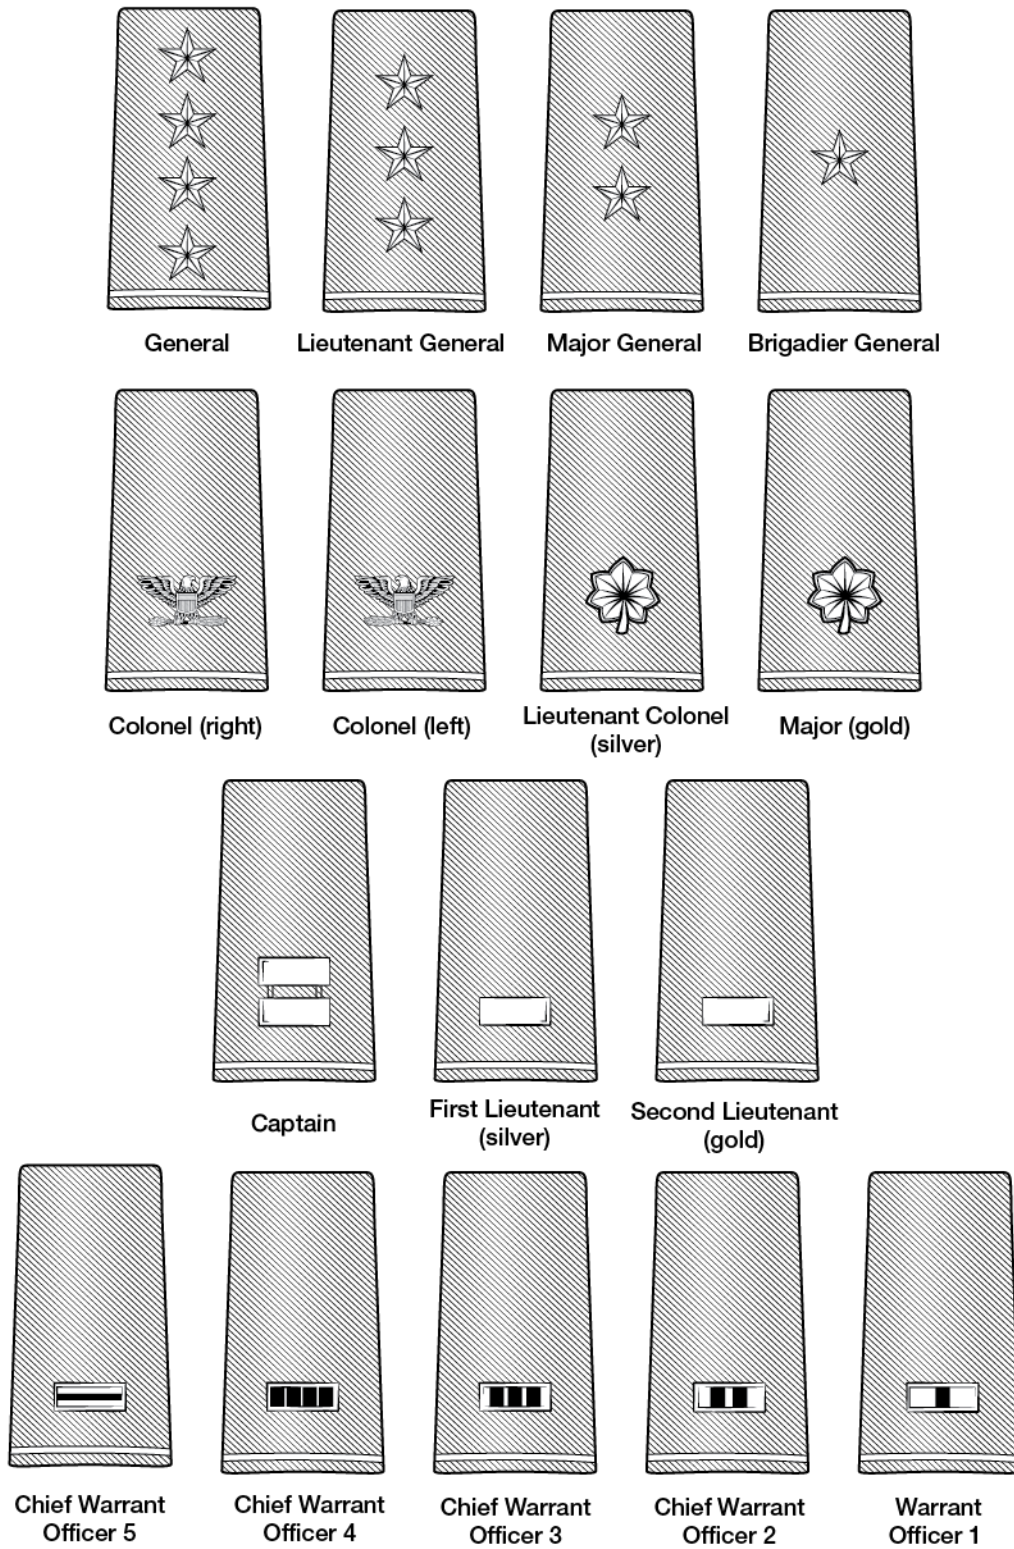 General
Lieutenant General
Major General
Brigadier General
Colonel (right)
Colonel (left)
Lieutenant Colonel
(silver)
Major (gold)
Captain
First Lieutenant
(silver)
Second Lieutenant
(gold)
Chief Warrant
Officer 5
Chief Warrant
Officer 4
Chief Warrant
Officer 3
Chief Warrant
Officer 2
Warrant
Officer 1